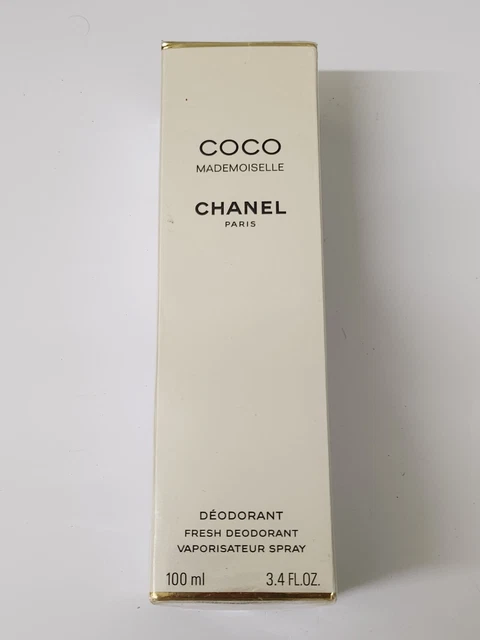 COCO
MADEMOISELLE
CHANEL
PARIS
DÉODORANT
FRESH DEODORANT
VAPORISATEUR SPRAY
100 ml 3.4 FL.OZ.